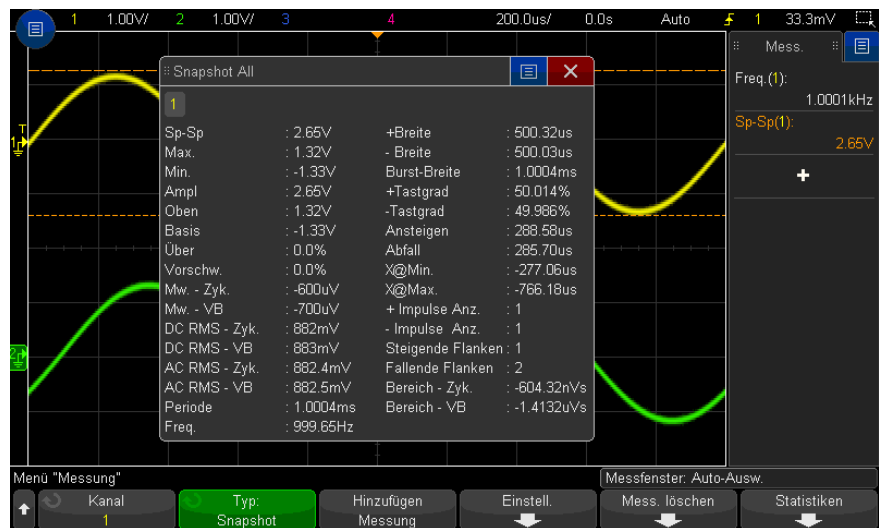 1 1.00V/ 2 1.00V/ 3 4 200.0us/ 0.0s Auto 1 33.3mV
Snapshot All
1
Sp-Sp : 2.65V +Breite : 500.32us
Max. : 1.32V - Breite : 500.03us
Min. : -1.33V Burst-Breite : 1.0004ms
Ampl : 2.65V +Tastgrad : 50.014%
Oben : 1.32V -Tastgrad : 49.986%
Basis : -1.33V Ansteigen : 288.58us
Über : 0.0% Abfall : 285.70us
Vorschw. : 0.0% X@Min. : -277.06us
Mw. - Zyk. : -600uV X@Max. : -766.18us
Mw. - VB : -700uV + Impulse Anz. : 1
DC RMS - Zyk. : 882mV - Impulse Anz. : 1
DC RMS - VB : 883mV Steigende Flanken : 1
AC RMS - Zyk. : 882.4mV Fallende Flanken : 2
AC RMS - VB : 882.5mV Bereich - Zyk. : -604.32nVs
Periode : 1.0004ms Bereich - VB : -1.4132uVs
Freq. : 999.65Hz
Mess.
Freq.(1):
1.0001kHz
Sp-Sp(1):
2.65V
+
T
1
2
Menü "Messung" Messfenster: Auto-Ausw.
Kanal
1
Typ:
Snapshot
Hinzufügen
Messung
Einstell.
Mess. löschen
Statistiken